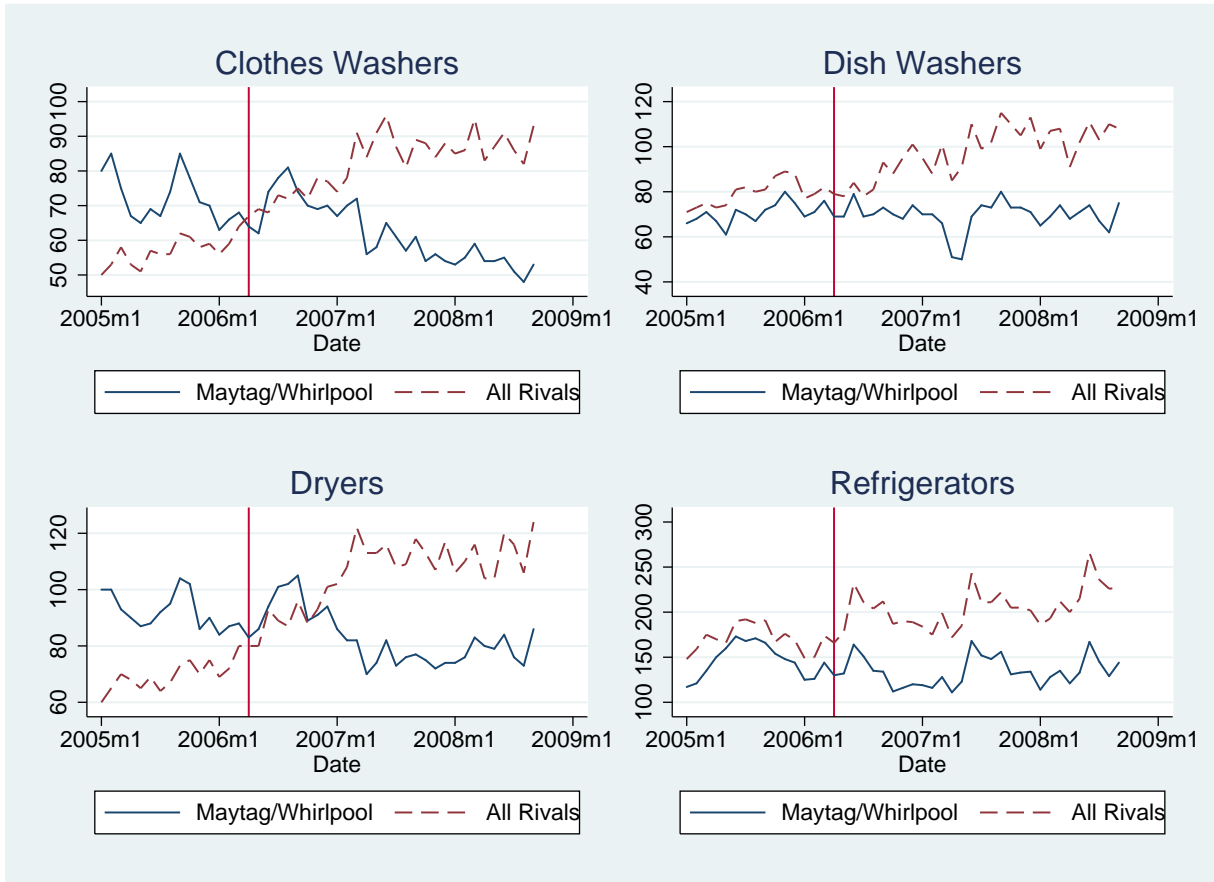 Clothes Washers
100
90
80
70
60
50
2005m1 2006m1 2007m1 2008m1 2009m1
Date
Maytag/Whirlpool All Rivals
Dish Washers
120
100
80
60
40
2005m1 2006m1 2007m1 2008m1 2009m1
Date
Maytag/Whirlpool All Rivals
Dryers
120
100
80
60
2005m1 2006m1 2007m1 2008m1 2009m1
Date
Maytag/Whirlpool All Rivals
Refrigerators
300
250
200
150
100
2005m1 2006m1 2007m1 2008m1 2009m1
Date
Maytag/Whirlpool All Rivals